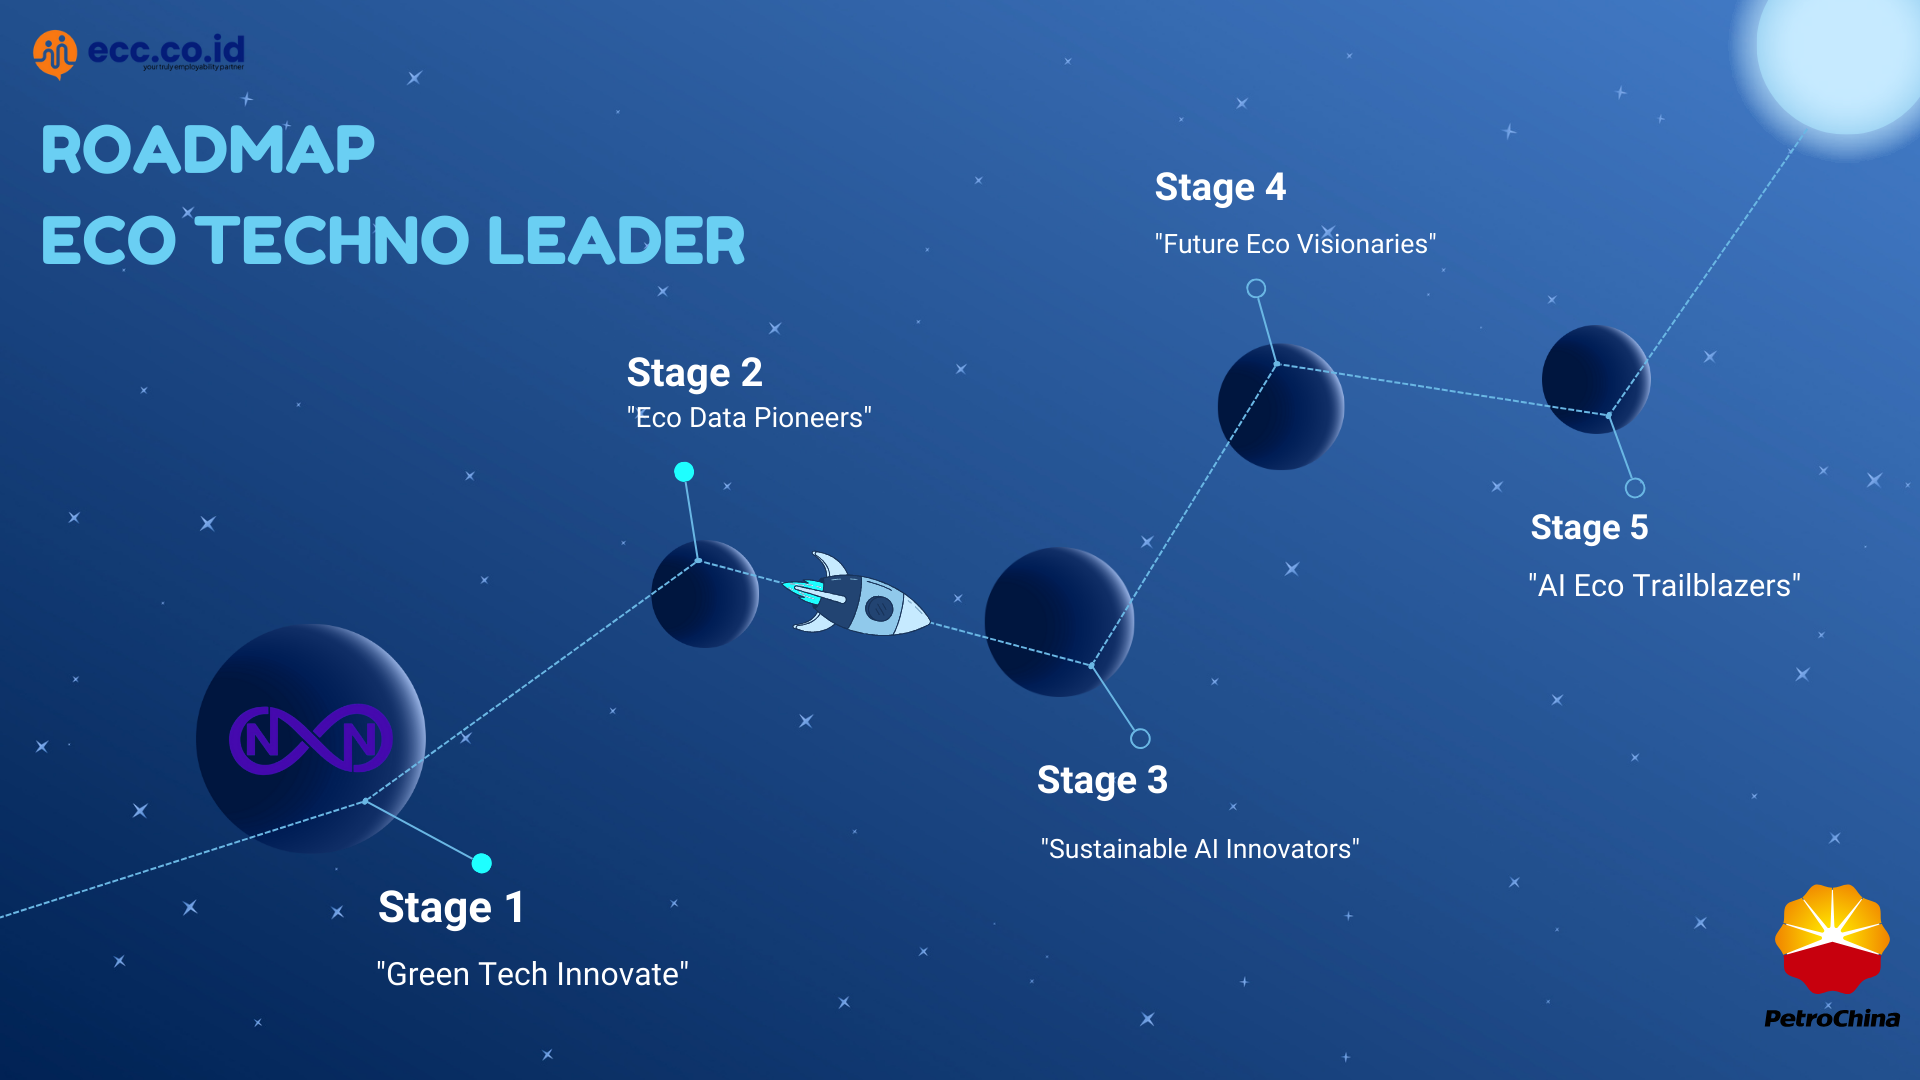 ecc.co.id
your truly employability partner
ROADMAP
ECO TECHNO LEADER
Stage 4
"Future Eco Visionaries"
Stage 2
"Eco Data Pioneers"
Stage 5
"AI Eco Trailblazers"
N N
Stage 3
"Sustainable AI Innovators"
Stage 1
"Green Tech Innovate"
PetroChina